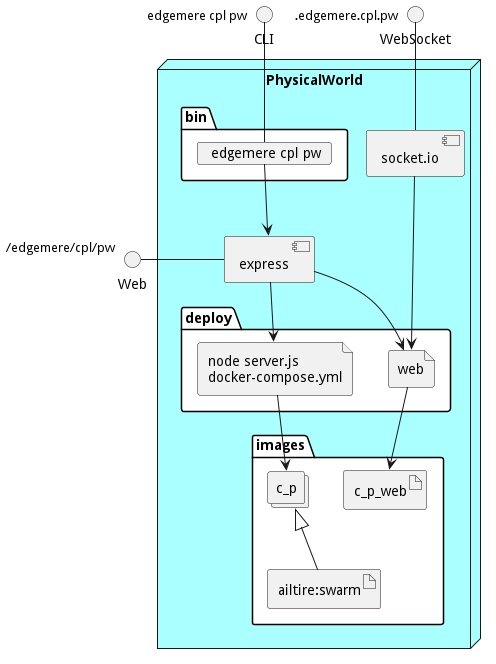 edgemere cpl pw
.edgemere.cpl.pw
CLI
WebSocket
PhysicalWorld
bin
edgemere cpl pw
socket.io
/edgemere/cpl/pw
express
Web
deploy
node server.js
docker-compose.yml
web
images
c_p
c_p_web
ailtire:swarm